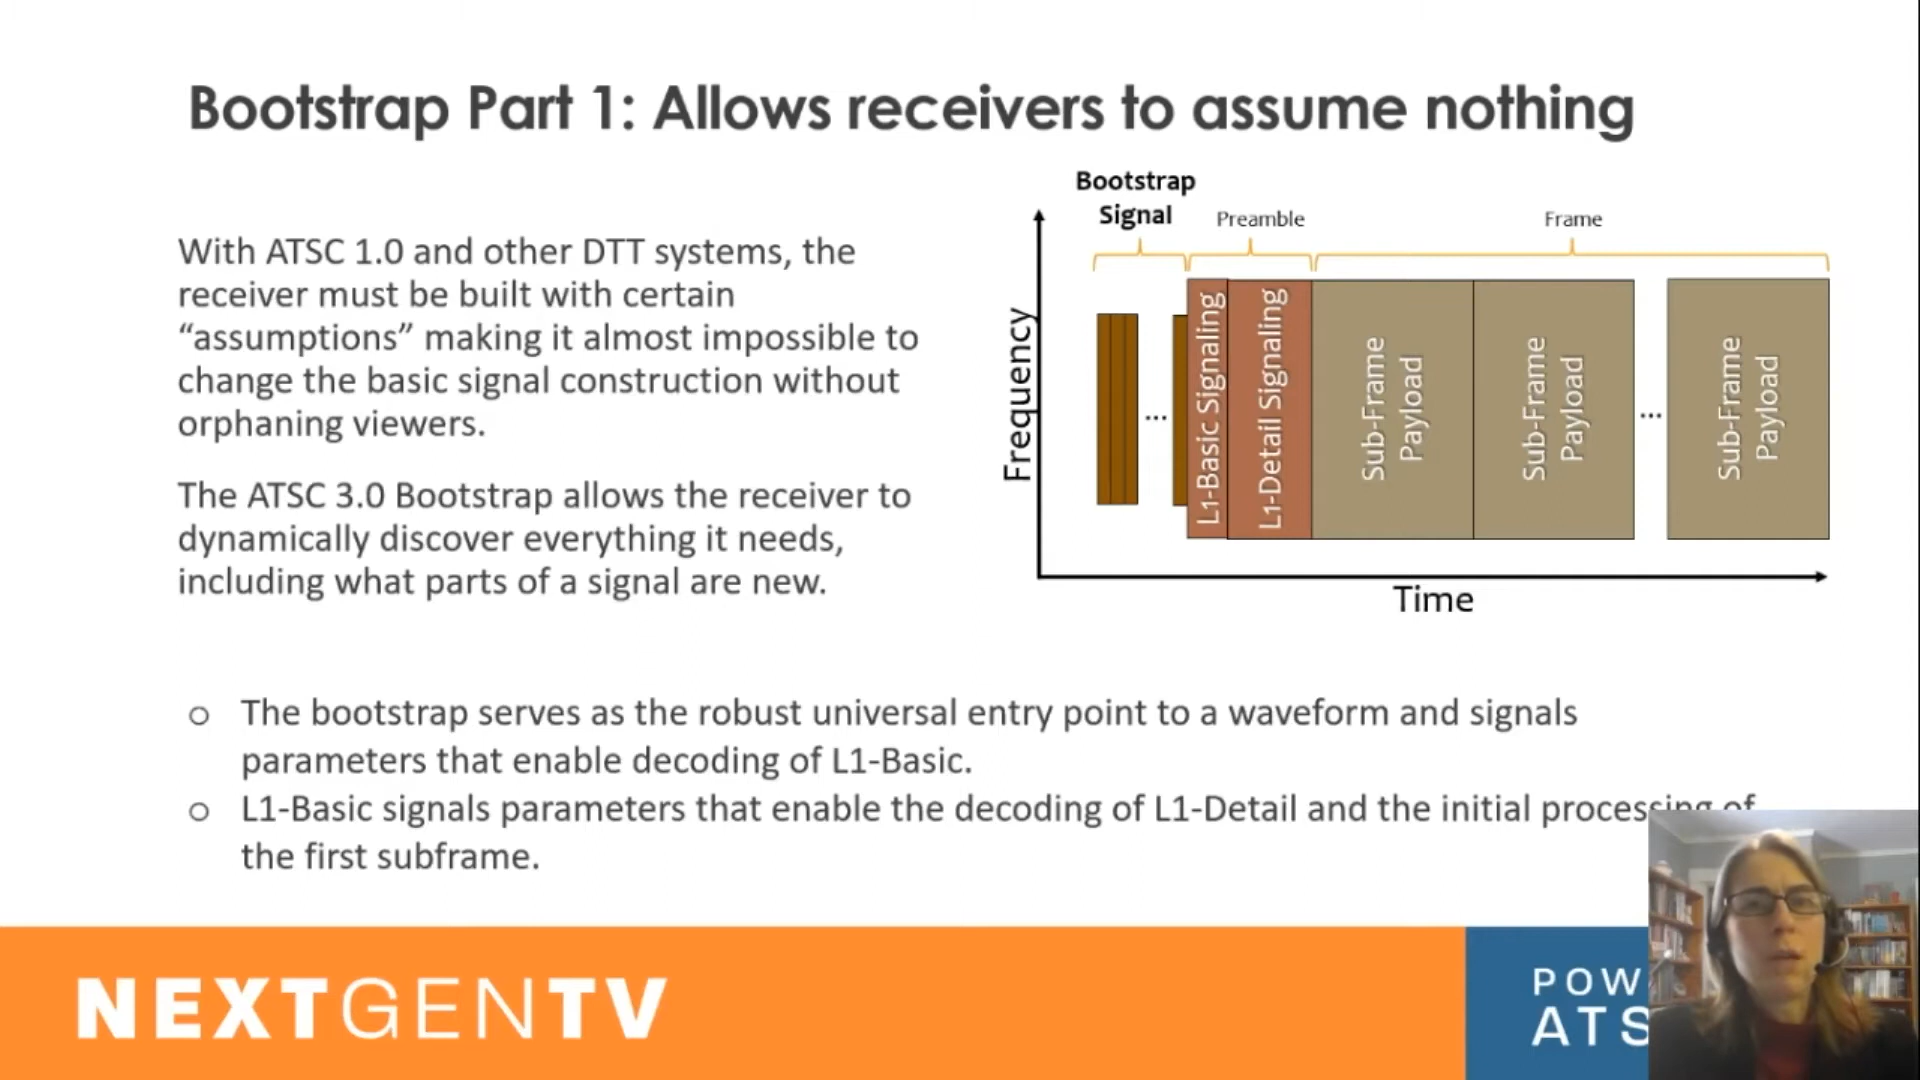 Bootstrap Part 1: Allows receivers to assume nothing
With ATSC 1.0 and other DTT systems, the
receiver must be built with certain
“assumptions” making it almost impossible to
change the basic signal construction without
orphaning viewers.
The ATSC 3.0 Bootstrap allows the receiver to
dynamically discover everything it needs,
including what parts of a signal are new.
Bootstrap
Signal
Preamble
Frame
Frequency
...
L1-Basic Signaling
L1-Detail Signaling
Sub-Frame
Payload
Sub-Frame
Payload
...
Sub-Frame
Payload
Time
o The bootstrap serves as the robust universal entry point to a waveform and signals
parameters that enable decoding of L1-Basic.
o L1-Basic signals parameters that enable the decoding of L1-Detail and the initial processing of
the first subframe.
NEXTGENTV
POW
ATS